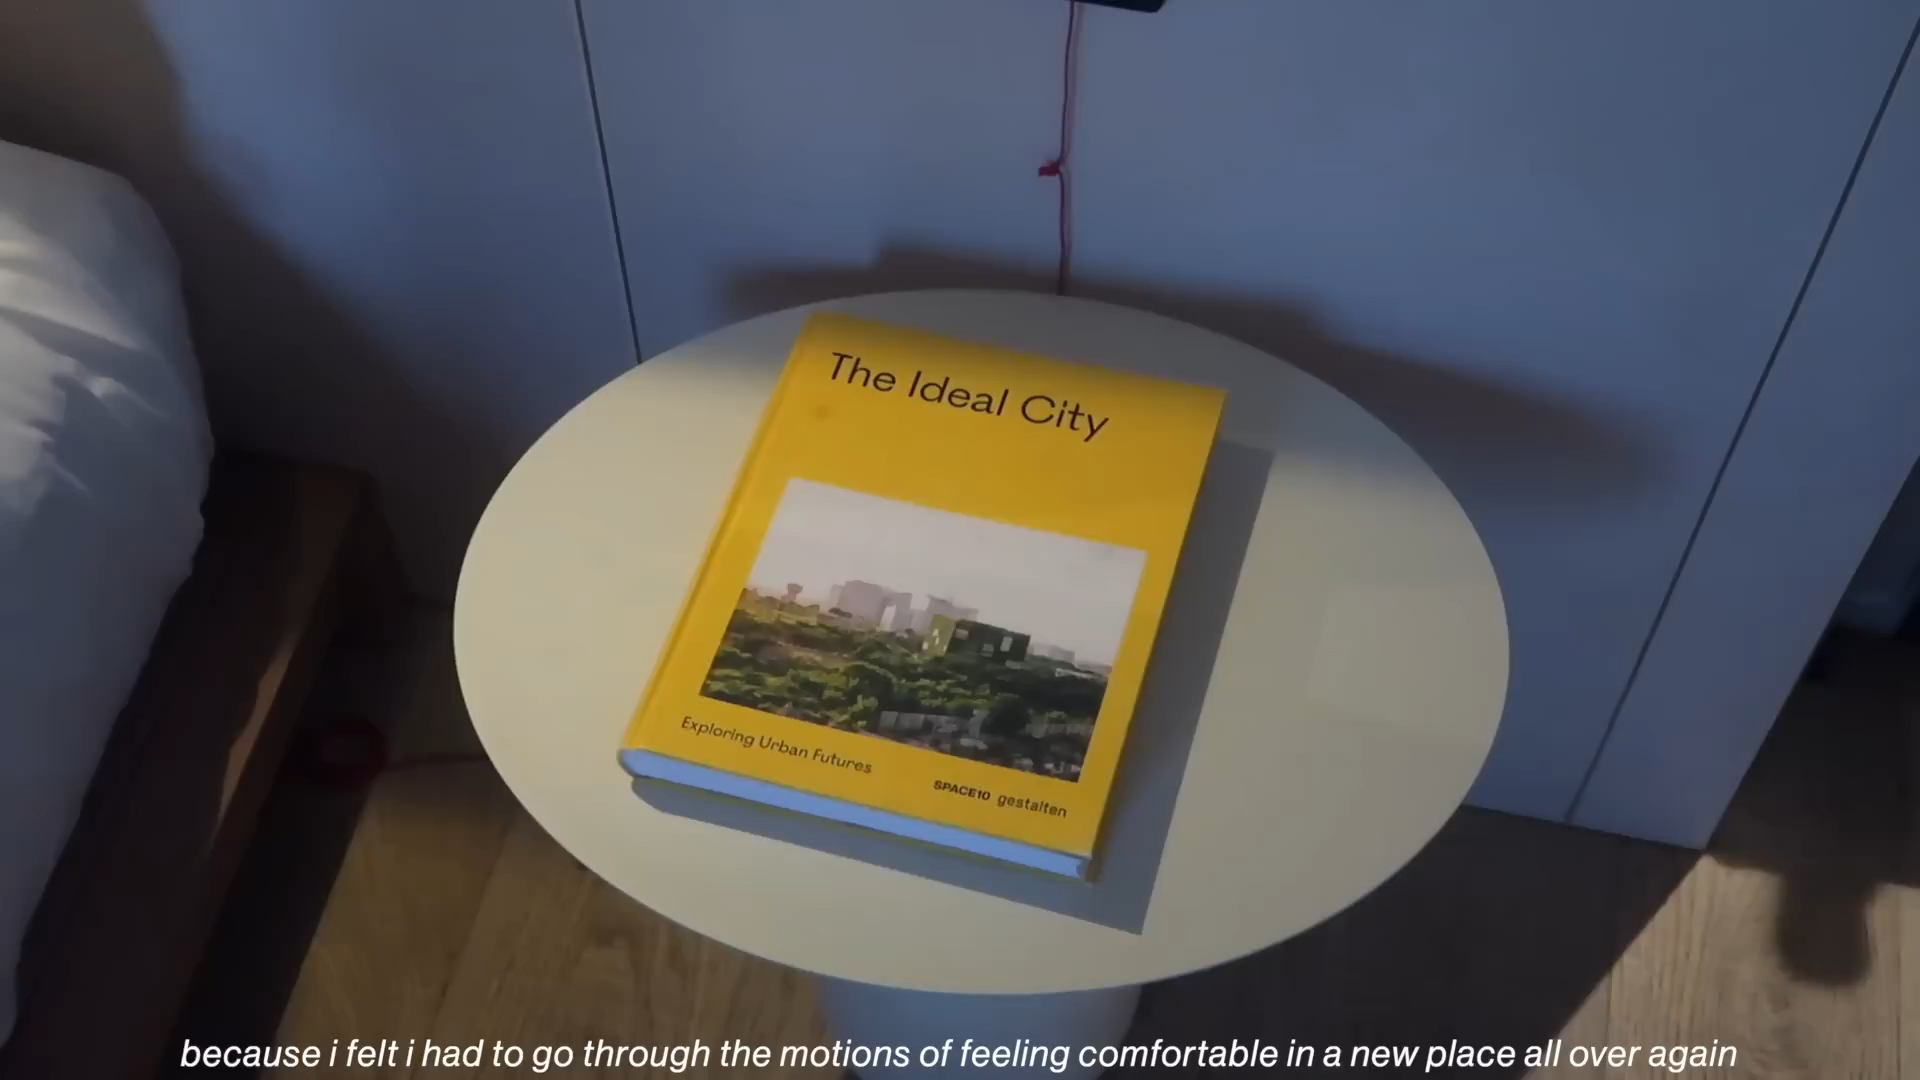 The Ideal City
Exploring Urban Futures
SPACE10 gestalten
because i felt i had to go through the motions of feeling comfortable in a new place all over again